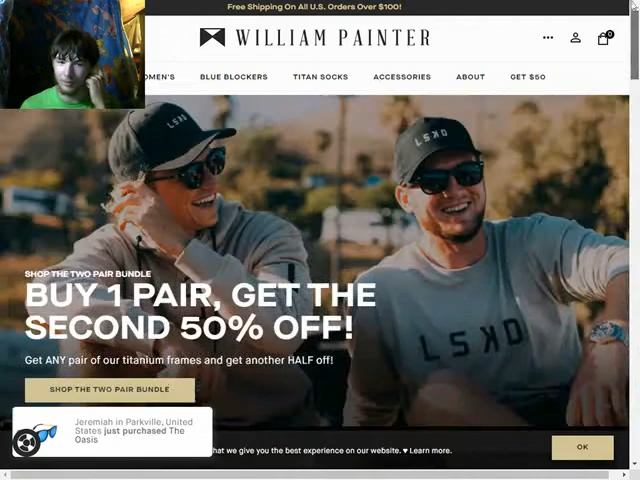 Free Shipping On All U.S. Orders Over $100!
WILLIAM PAINTER
0
OMEN'S BLUE BLOCKERS TITAN SOCKS ACCESSORIES ABOUT GET $50
LSKD
LSKD
LSKD
SHOP THE TWO PAIR BUNDLE
BUY 1 PAIR, GET THE
SECOND 50% OFF!
Get ANY pair of our titanium frames and get another HALF off!
SHOP THE TWO PAIR BUNDLE
Jeremiah in Parkville, United
States just purchased The
Oasis
hat we give you the best experience on our website. ♥ Learn more.
OK